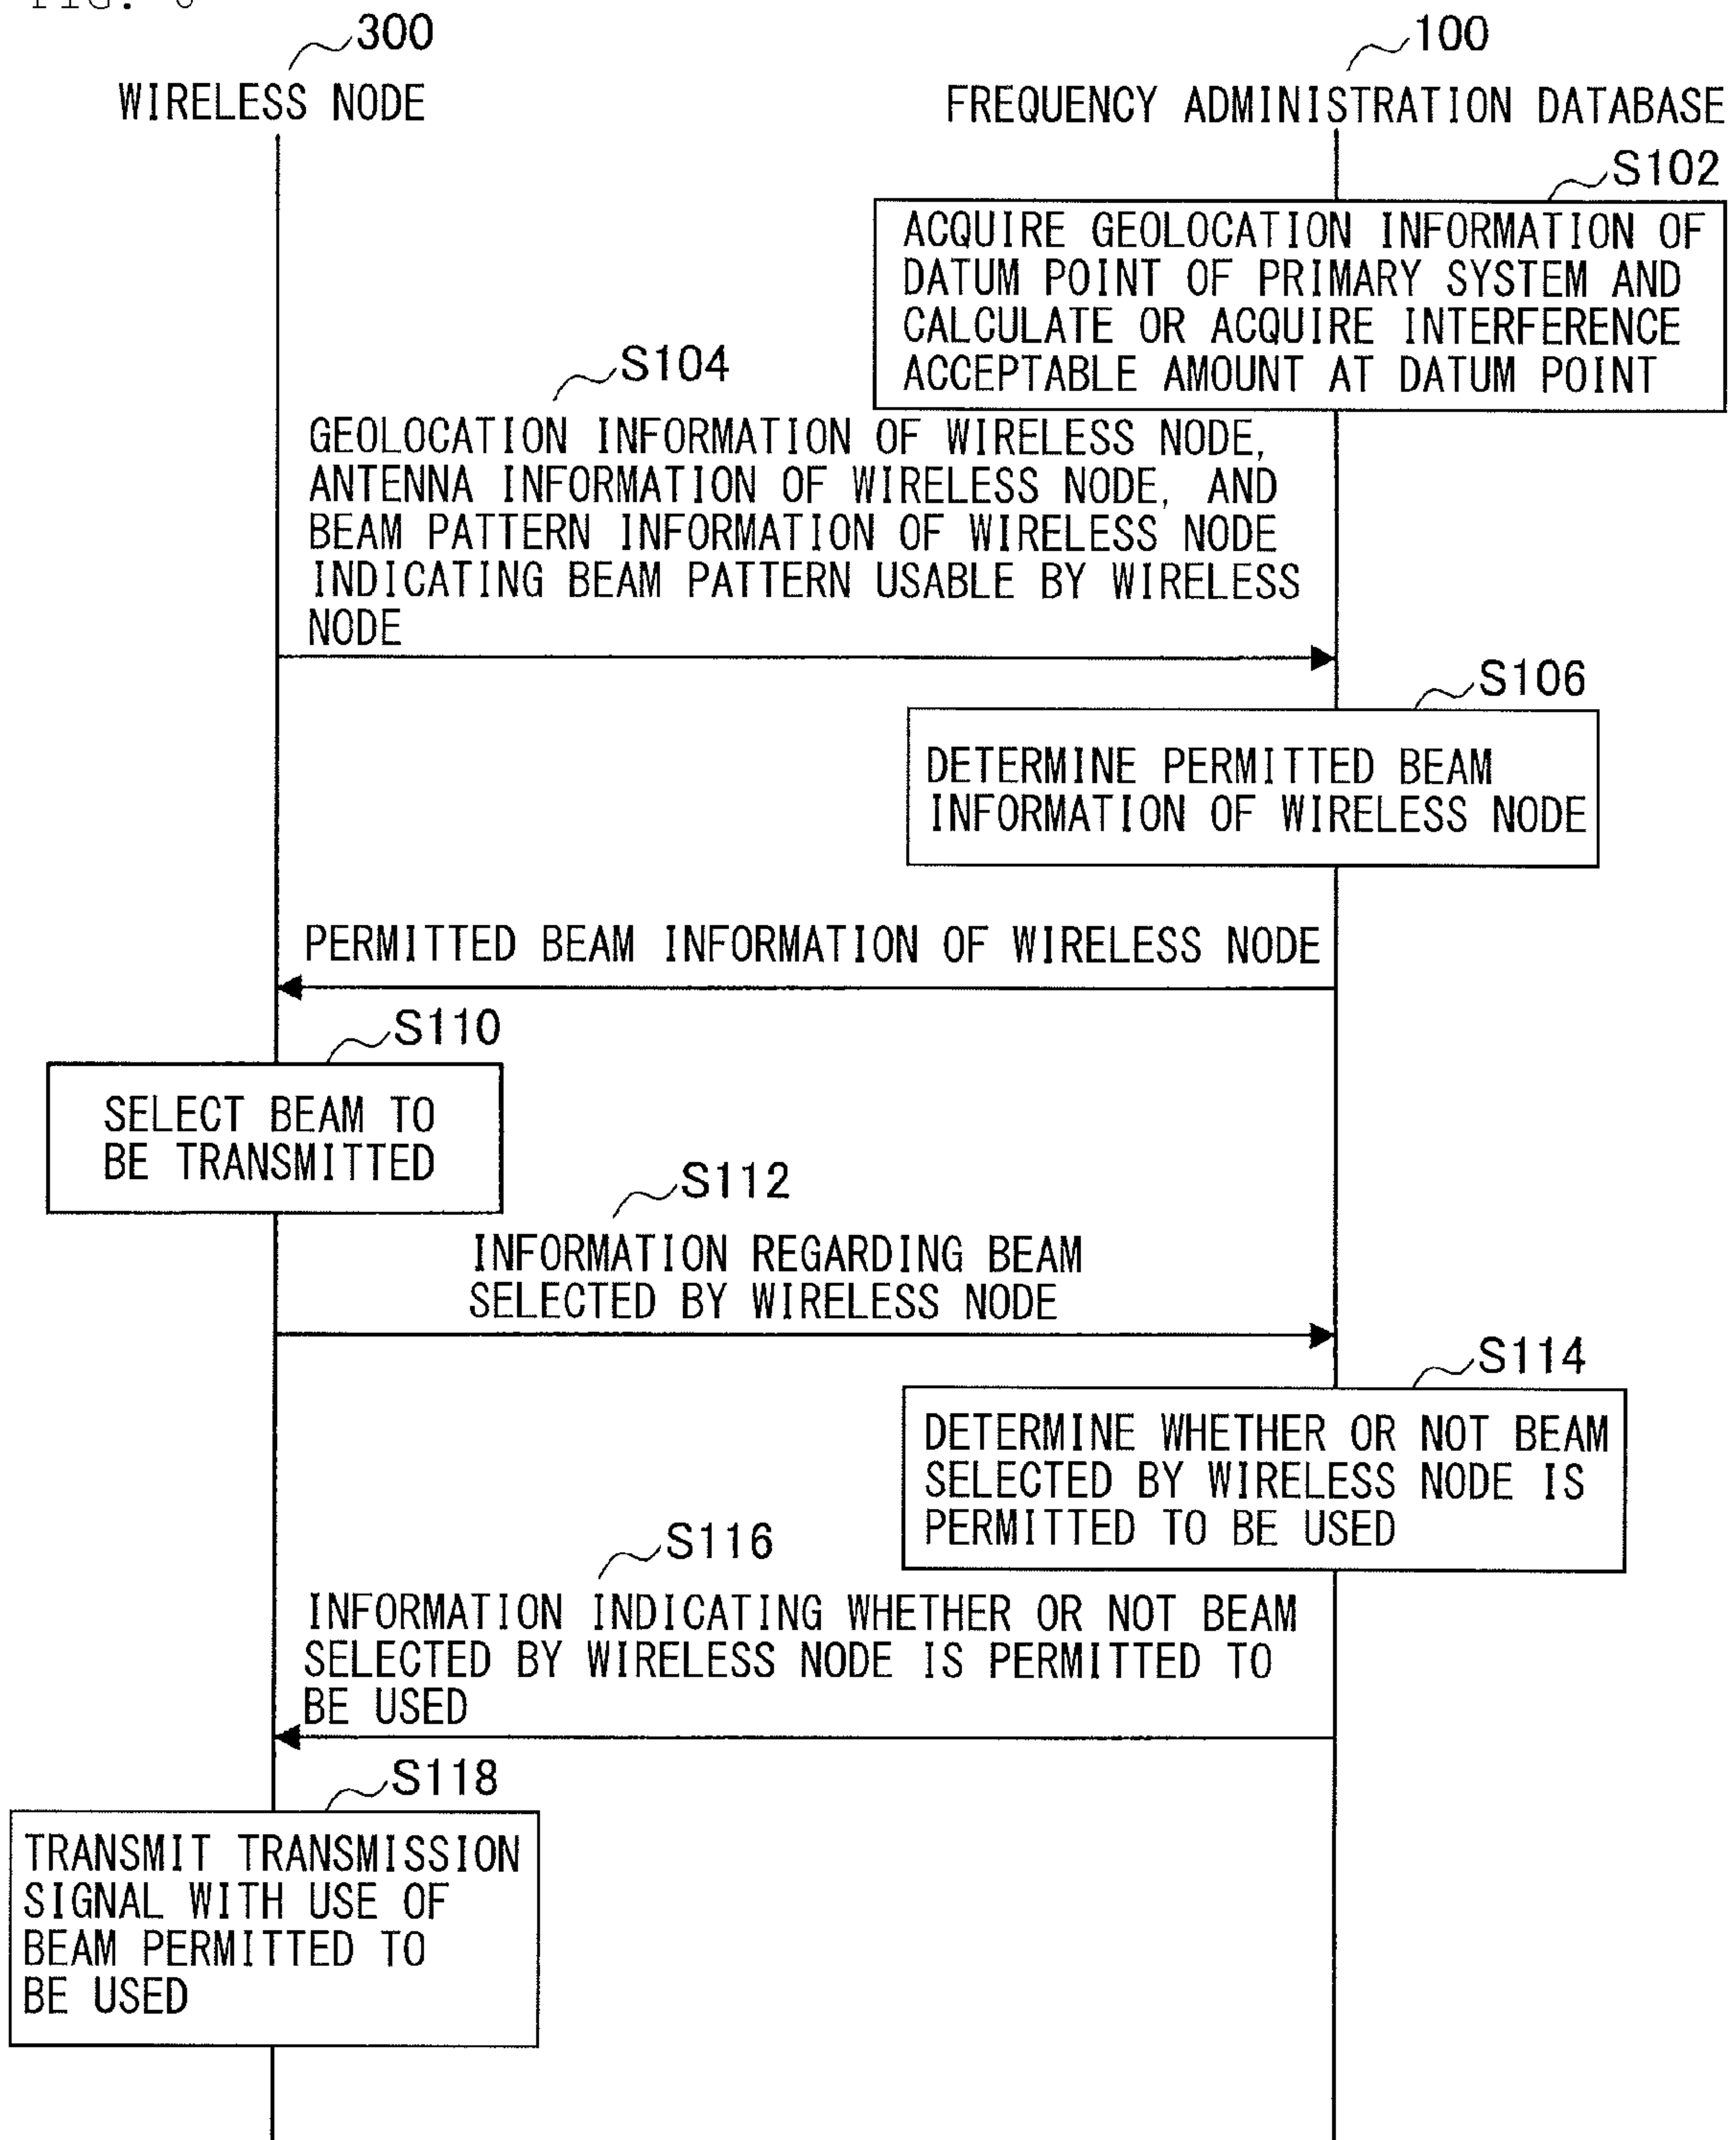 300
100
WIRELESS NODE
FREQUENCY ADMINISTRATION DATABASE
S102
ACQUIRE GEOLOCATION INFORMATION OF
DATUM POINT OF PRIMARY SYSTEM AND
CALCULATE OR ACQUIRE INTERFERENCE
ACCEPTABLE AMOUNT AT DATUM POINT
S104
GEOLOCATION INFORMATION OF WIRELESS NODE,
ANTENNA INFORMATION OF WIRELESS NODE, AND
BEAM PATTERN INFORMATION OF WIRELESS NODE
INDICATING BEAM PATTERN USABLE BY WIRELESS
NODE
S106
DETERMINE PERMITTED BEAM
INFORMATION OF WIRELESS NODE
PERMITTED BEAM INFORMATION OF WIRELESS NODE
S110
SELECT BEAM TO
BE TRANSMITTED
S112
INFORMATION REGARDING BEAM
SELECTED BY WIRELESS NODE
S114
DETERMINE WHETHER OR NOT BEAM
SELECTED BY WIRELESS NODE IS
PERMITTED TO BE USED
S116
INFORMATION INDICATING WHETHER OR NOT BEAM
SELECTED BY WIRELESS NODE IS PERMITTED TO
BE USED
S118
TRANSMIT TRANSMISSION
SIGNAL WITH USE OF
BEAM PERMITTED TO
BE USED